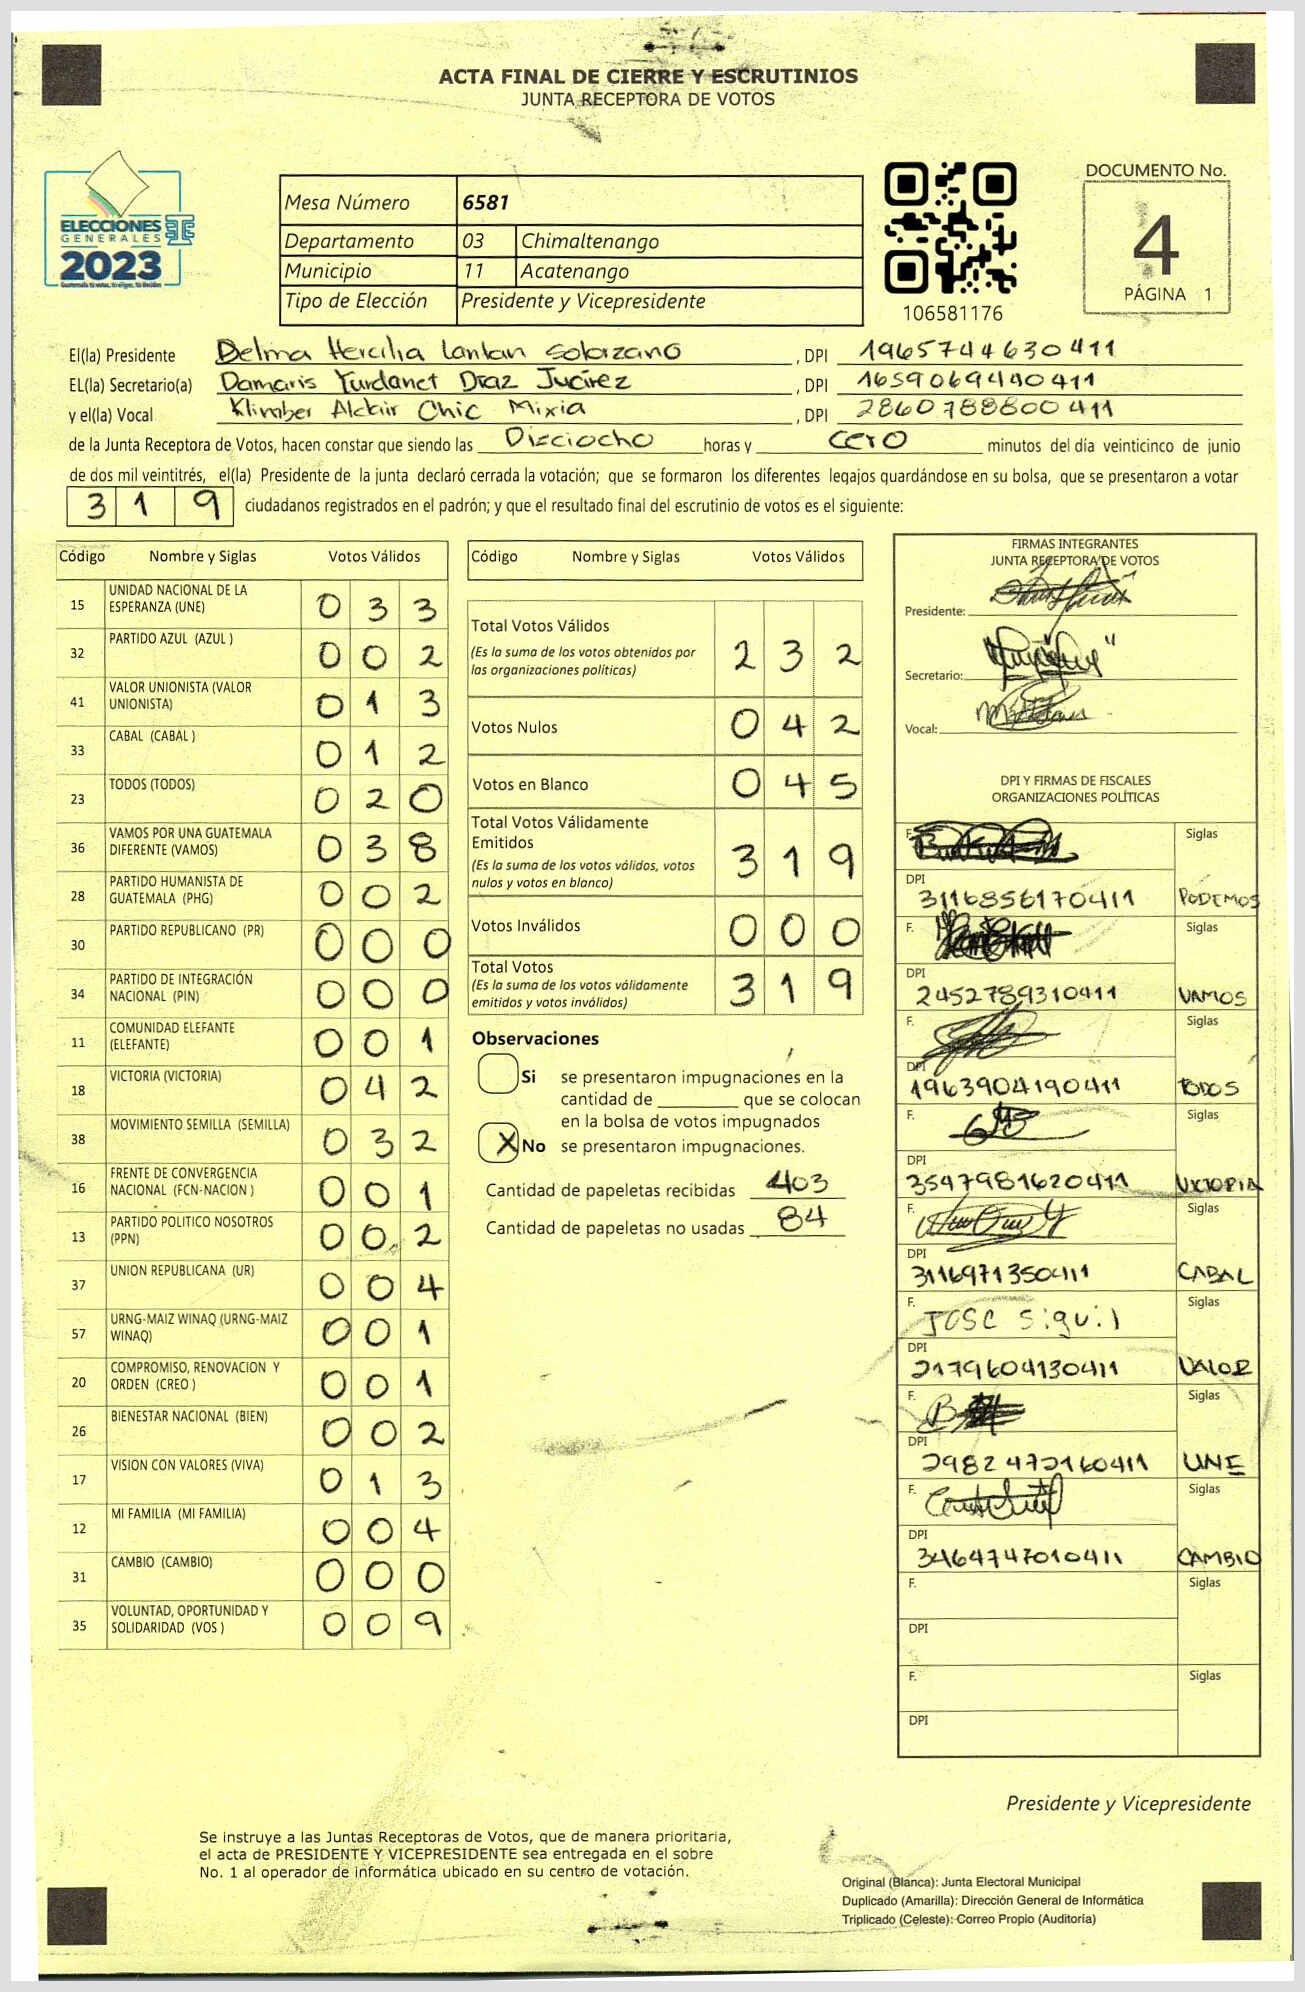 ACTA FINAL DE CIERRE Y ESCRUTINIOS
JUNTA RECEPTORA DE VOTOS
ELECCIONES
GENERALES
2023
Mesa Número 6581
Departamento 03 Chimaltenango
Municipio 11 Acatenango
Tipo de Elección Presidente y Vicepresidente
106581176
DOCUMENTO No.
4
PÁGINA 1
El(la) Presidente Delma Hercilia Lantan Solorzano, DPI 1965744630411
EL(la) Secretario(a) Damaris Yurdanet Diaz Juárez, DPI 1659069440411
y el(la) Vocal Klimber Aldair Chic Mixia, DPI 2860788800411
de la Junta Receptora de Votos, hacen constar que siendo las Dieciocho horas y cero minutos del día veinticinco de junio
de dos mil veintitrés, el(la) Presidente de la junta declaró cerrada la votación; que se formaron los diferentes legajos quardándose en su bolsa, que se presentaron a votar
3 1 9 ciudadanos registrados en el padrón; y que el resultado final del escrutinio de votos es el siguiente:
Código Nombre y Siglas Votos Válidos
15 UNIDAD NACIONAL DE LA ESPERANZA (UNE) 0 3 3
32 PARTIDO AZUL (AZUL ) 0 0 2
41 VALOR UNIONISTA (VALOR UNIONISTA) 0 1 3
33 CABAL (CABAL ) 0 1 2
23 TODOS (TODOS) 0 2 0
36 VAMOS POR UNA GUATEMALA DIFERENTE (VAMOS) 0 3 8
28 PARTIDO HUMANISTA DE GUATEMALA (PHG) 0 0 2
30 PARTIDO REPUBLICANO (PR) 0 0 0
34 PARTIDO DE INTEGRACIÓN NACIONAL (PIN) 0 0 0
11 COMUNIDAD ELEFANTE (ELEFANTE) 0 0 1
18 VICTORIA (VICTORIA) 0 4 2
38 MOVIMIENTO SEMILLA (SEMILLA) 0 3 2
16 FRENTE DE CONVERGENCIA NACIONAL (FCN-NACION ) 0 0 1
13 PARTIDO POLITICO NOSOTROS (PPN) 0 0 2
37 UNION REPUBLICANA (UR) 0 0 4
57 URNG-MAIZ WINAQ (URNG-MAIZ WINAQ) 0 0 1
20 COMPROMISO, RENOVACION Y ORDEN (CREO ) 0 0 1
26 BIENESTAR NACIONAL (BIEN) 0 0 2
17 VISION CON VALORES (VIVA) 0 1 3
12 MI FAMILIA (MI FAMILIA) 0 0 4
31 CAMBIO (CAMBIO) 0 0 0
35 VOLUNTAD, OPORTUNIDAD Y SOLIDARIDAD (VOS ) 0 0 9
Código Nombre y Siglas Votos Válidos
Total Votos Válidos 2 3 2
(Es la suma de los votos obtenidos por
las organizaciones políticas)
Votos Nulos 0 4 2
Votos en Blanco 0 4 5
Total Votos Válidamente
Emitidos 3 1 9
(Es la suma de los votos válidos, votos
nulos y votos en blanco)
Votos Inválidos 0 0 0
Total Votos 3 1 9
(Es la suma de los votos válidamente
emitidos y votos inválidos)
Observaciones
Si se presentaron impugnaciones en la
cantidad de ________ que se colocan
en la bolsa de votos impugnados
X No se presentaron impugnaciones.
Cantidad de papeletas recibidas 403
Cantidad de papeletas no usadas 84
FIRMAS INTEGRANTES
JUNTA RECEPTORA DE VOTOS
Presidente:
Secretario:
Vocal:
DPI Y FIRMAS DE FISCALES
ORGANIZACIONES POLÍTICAS
F. Siglas
DPI
3116856170411 PODEMOS
F. Siglas
DPI
2452789310411 VAMOS
F. Siglas
DPI
1963904190411 TODOS
F. Siglas
DPI
3547981620411 VICTORIA
F. Siglas
DPI
3116971350411 CABAL
F. JOSE Siguil Siglas
DPI
2179604130411 VALOR
F. Siglas
DPI
2982472160411 UNE
F. Siglas
DPI
3464747010411 CAMBIO
F. Siglas
DPI
F. Siglas
DPI
Presidente y Vicepresidente
Se instruye a las Juntas Receptoras de Votos, que de manera prioritaria,
el acta de PRESIDENTE Y VICEPRESIDENTE sea entregada en el sobre
No. 1 al operador de informática ubicado en su centro de votación.
Original (Blanca): Junta Electoral Municipal
Duplicado (Amarilla): Dirección General de Informática
Triplicado (Celeste): Correo Propio (Auditoría)